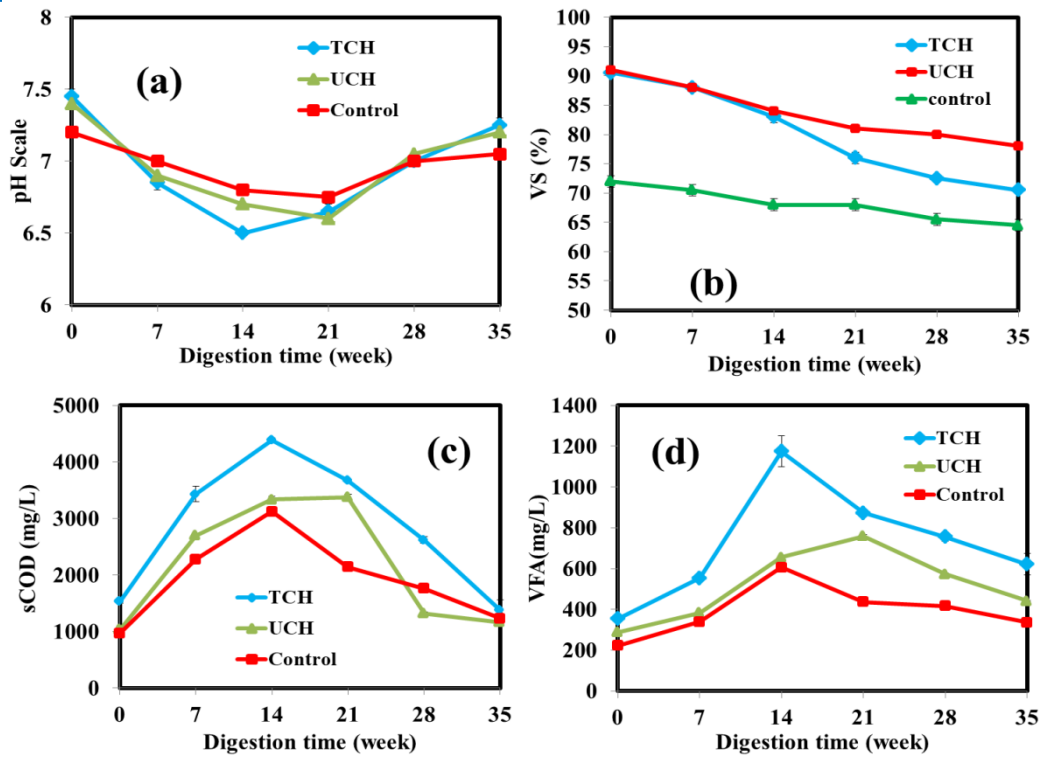 8
7.5
7
6.5
6
pH Scale
(a)
TCH
UCH
Control
0 7 14 21 28 35
Digestion time (week)
100
95
90
85
80
75
70
65
60
55
50
VS (%)
TCH
UCH
control
(b)
0 7 14 21 28 35
Digestion time (week)
5000
4000
3000
2000
1000
0
sCOD (mg/L)
(c)
TCH
UCH
Control
0 7 14 21 28 35
Digestion time (week)
1400
1200
1000
800
600
400
200
0
VFA(mg/L)
(d)
TCH
UCH
Control
0 7 14 21 28 35
Digestion time (week)